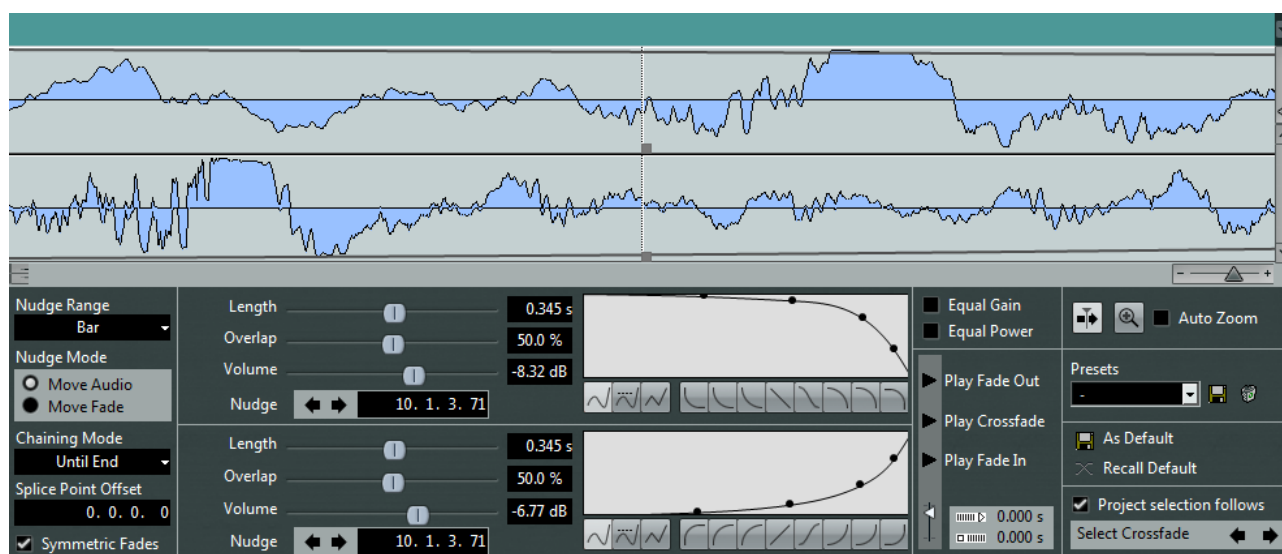 Nudge Range
Bar
Nudge Mode
Move Audio
Move Fade
Chaining Mode
Until End
Splice Point Offset
0. 0. 0. 0
Symmetric Fades
Length 0.345 s
Overlap 50.0 %
Volume -8.32 dB
Nudge 10. 1. 3. 71
Length 0.345 s
Overlap 50.0 %
Volume -6.77 dB
Nudge 10. 1. 3. 71
Equal Gain
Equal Power
Play Fade Out
Play Crossfade
Play Fade In
0.000 s
0.000 s
- +
Auto Zoom
Presets
-
As Default
Recall Default
Project selection follows
Select Crossfade